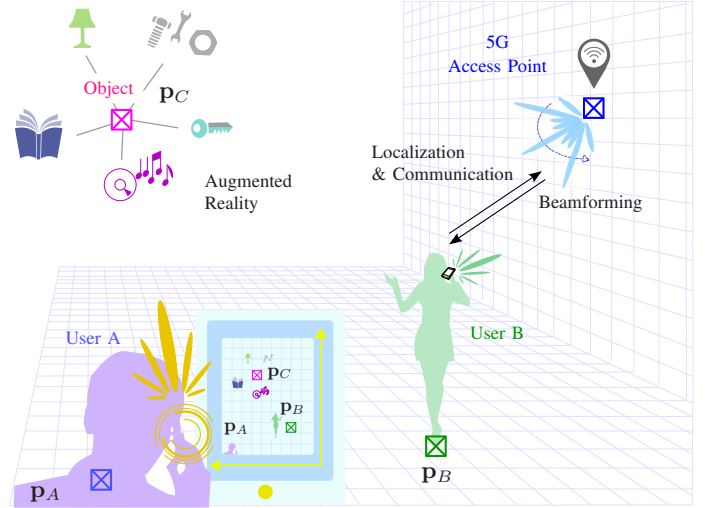 5G
Access Point
Object
p_C
Localization
& Communication
Augmented
Reality
Beamforming
User A
User B
p_C
p_B
p_A
p_B
p_A